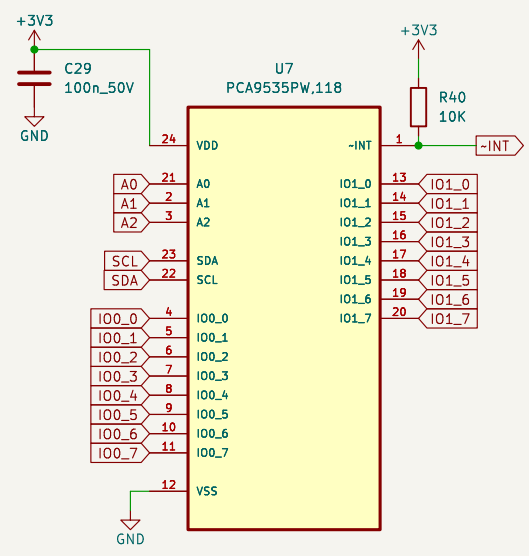 +3V3
C29
100n_50V
GND
U7
PCA9535PW,118
+3V3
R40
10K
24 VDD
~INT 1 ~INT
A0 21 A0
A1 2 A1
A2 3 A2
SCL 23 SDA
SDA 22 SCL
IO0_0 4 IO0_0
IO0_1 5 IO0_1
IO0_2 6 IO0_2
IO0_3 7 IO0_3
IO0_4 8 IO0_4
IO0_5 9 IO0_5
IO0_6 10 IO0_6
IO0_7 11 IO0_7
12 VSS
GND
IO1_0 13 IO1_0
IO1_1 14 IO1_1
IO1_2 15 IO1_2
IO1_3 16 IO1_3
IO1_4 17 IO1_4
IO1_5 18 IO1_5
IO1_6 19 IO1_6
IO1_7 20 IO1_7